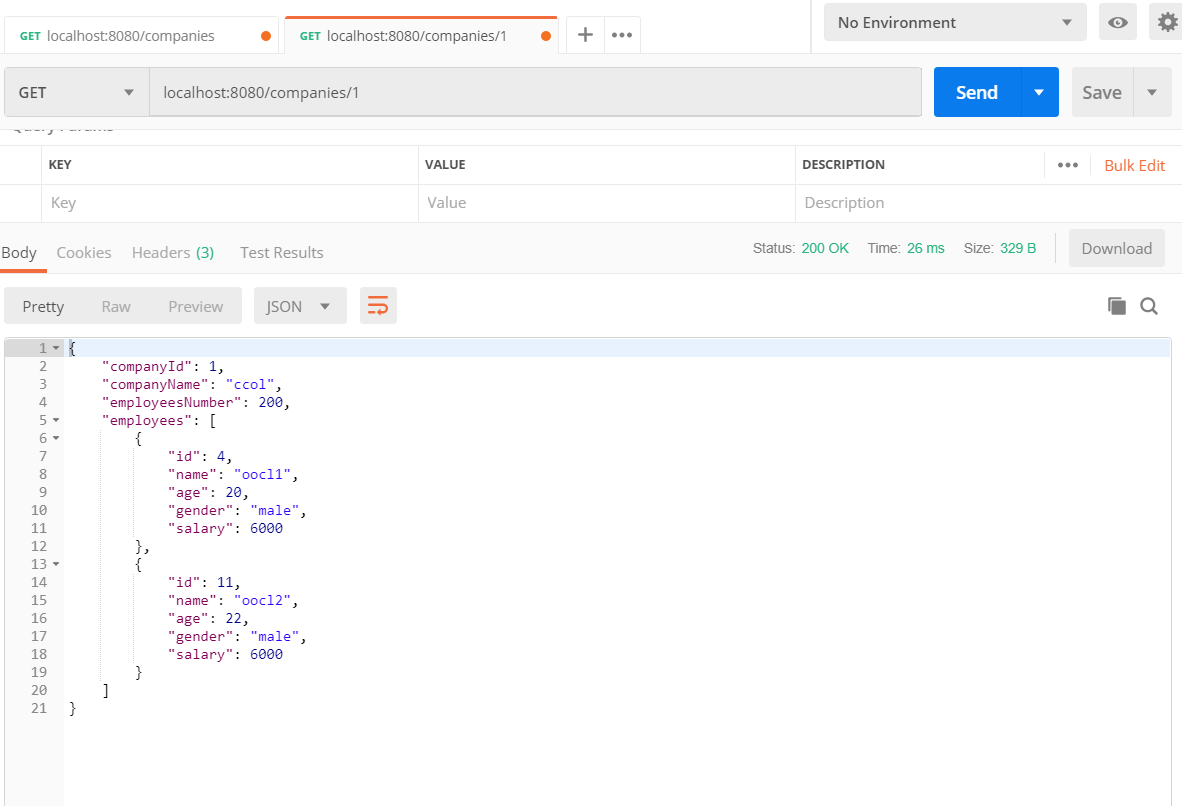 GET localhost:8080/companies GET localhost:8080/companies/1 No Environment
GET localhost:8080/companies/1 Send Save
Query Params
KEY VALUE DESCRIPTION Bulk Edit
Key Value Description
Body Cookies Headers (3) Test Results Status: 200 OK Time: 26 ms Size: 329 B Download
Pretty Raw Preview JSON
1 {
2 "companyId": 1,
3 "companyName": "ccol",
4 "employeesNumber": 200,
5 "employees": [
6 {
7 "id": 4,
8 "name": "oocl1",
9 "age": 20,
10 "gender": "male",
11 "salary": 6000
12 },
13 {
14 "id": 11,
15 "name": "oocl2",
16 "age": 22,
17 "gender": "male",
18 "salary": 6000
19 }
20 ]
21 }